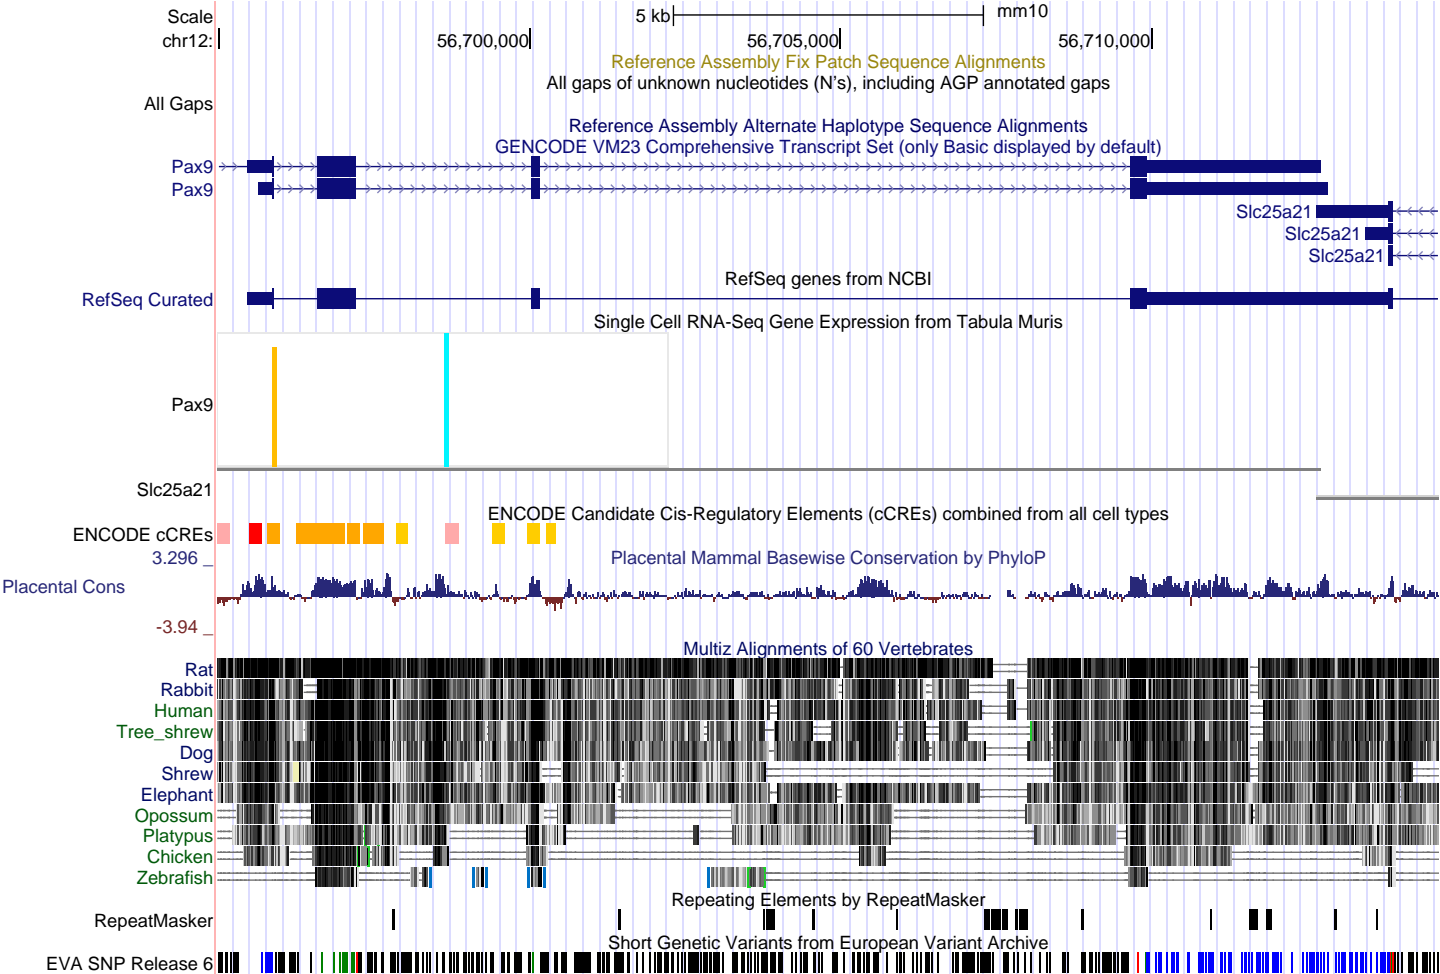 Scale 5 kb mm10
chr12: 56,700,000 56,705,000 56,710,000
Reference Assembly Fix Patch Sequence Alignments
All gaps of unknown nucleotides (N's), including AGP annotated gaps
All Gaps
Reference Assembly Alternate Haplotype Sequence Alignments
GENCODE VM23 Comprehensive Transcript Set (only Basic displayed by default)
Pax9
Pax9
Slc25a21
Slc25a21
Slc25a21
RefSeq genes from NCBI
RefSeq Curated
Single Cell RNA-Seq Gene Expression from Tabula Muris
Pax9
Slc25a21
ENCODE Candidate Cis-Regulatory Elements (cCREs) combined from all cell types
ENCODE cCREs
3.296 _
Placental Mammal Basewise Conservation by PhyloP
Placental Cons
-3.94 _
Multiz Alignments of 60 Vertebrates
Rat
Rabbit
Human
Tree_shrew
Dog
Shrew
Elephant
Opossum
Platypus
Chicken
Zebrafish
Repeating Elements by RepeatMasker
RepeatMasker
Short Genetic Variants from European Variant Archive
EVA SNP Release 6